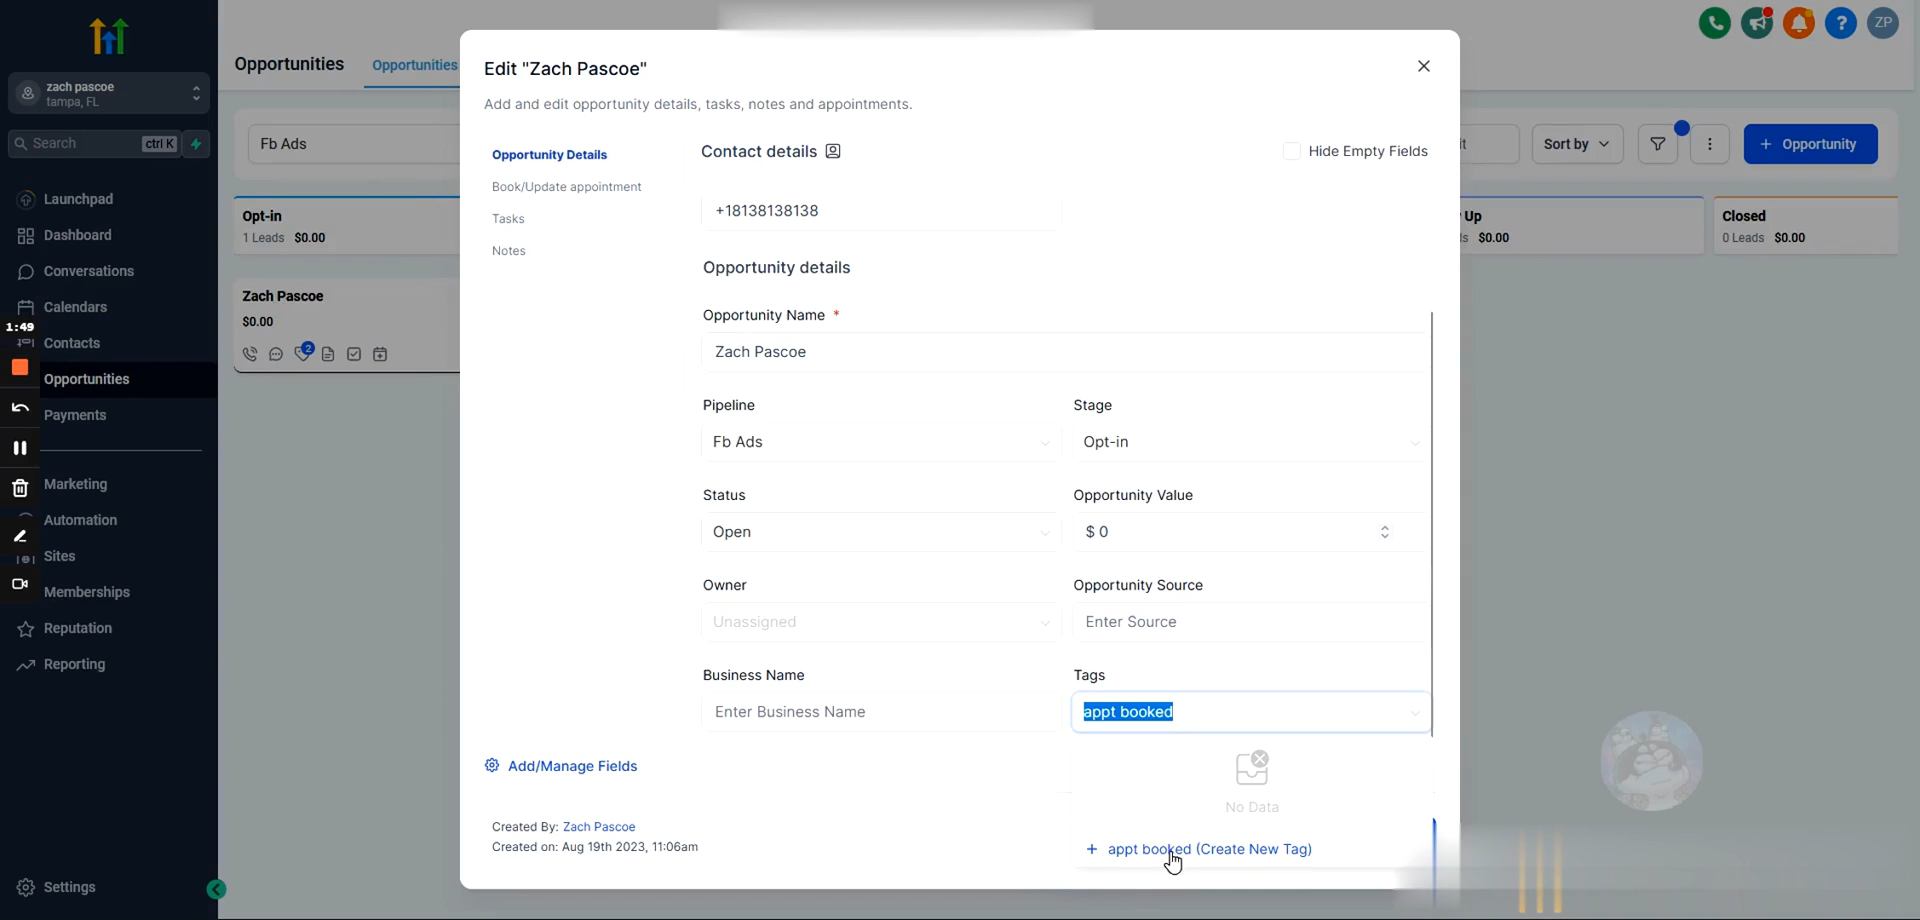 zach pascoe
tampa, FL
Search
ctrl K
Launchpad
Dashboard
Conversations
Calendars
1:49
Contacts
Opportunities
Payments
Marketing
Automation
Sites
Memberships
Reputation
Reporting
Settings
Opportunities
Opportunities
Fb Ads
Opt-in
1 Leads $0.00
Zach Pascoe
$0.00
2
Edit "Zach Pascoe"
Add and edit opportunity details, tasks, notes and appointments.
Opportunity Details
Book/Update appointment
Tasks
Notes
Contact details
Hide Empty Fields
+18138138138
Opportunity details
Opportunity Name *
Zach Pascoe
Pipeline
Stage
Fb Ads
Opt-in
Status
Opportunity Value
Open
$ 0
Owner
Opportunity Source
Unassigned
Enter Source
Business Name
Tags
Enter Business Name
appt booked
No Data
+ appt booked (Create New Tag)
Add/Manage Fields
Created By: Zach Pascoe
Created on: Aug 19th 2023, 11:06am
ZP
Sort by
+ Opportunity
Up
$0.00
Closed
0 Leads $0.00